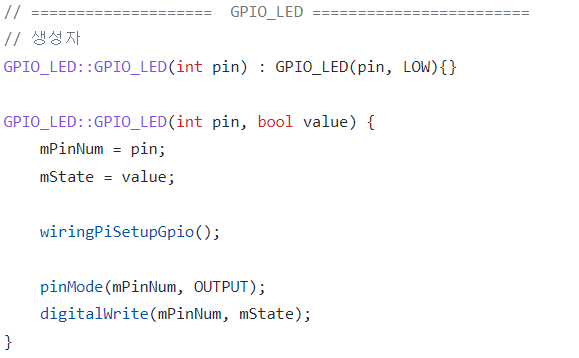 // ====================  GPIO_LED ========================
// 생성자
GPIO_LED::GPIO_LED(int pin) : GPIO_LED(pin, LOW){}

GPIO_LED::GPIO_LED(int pin, bool value) {
    mPinNum = pin;
    mState = value;

    wiringPiSetupGpio();

    pinMode(mPinNum, OUTPUT);
    digitalWrite(mPinNum, mState);
}